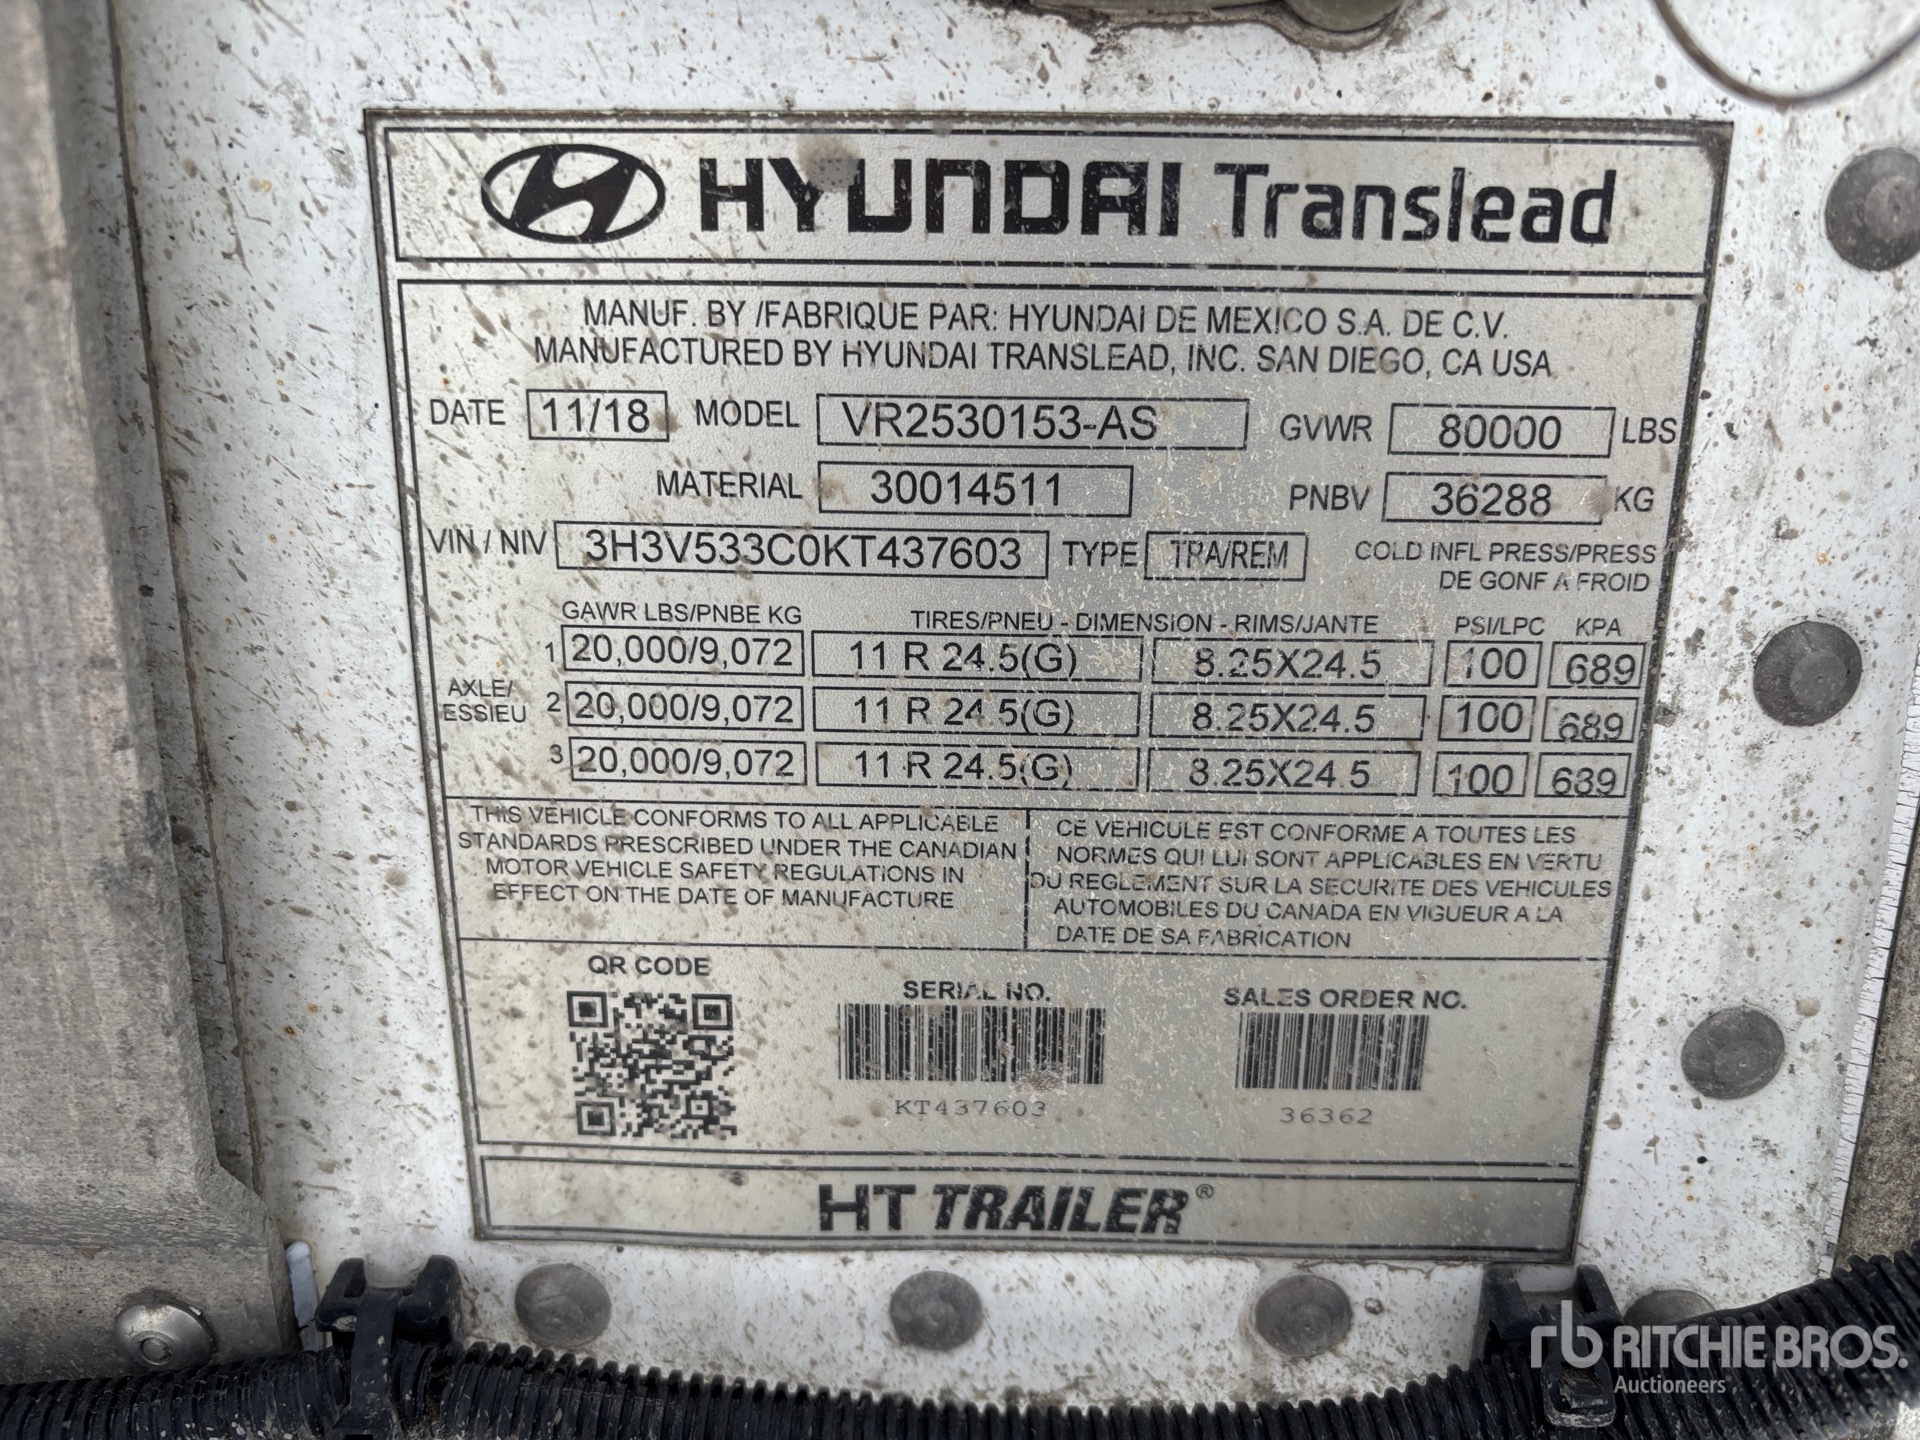 HYUNDAI Translead
MANUF. BY /FABRIQUE PAR: HYUNDAI DE MEXICO S.A. DE C.V.
MANUFACTURED BY HYUNDAI TRANSLEAD, INC. SAN DIEGO, CA USA
DATE 11/18 MODEL VR2530153-AS GVWR 80000 LBS
MATERIAL 30014511 PNBV 36288 KG
VIN / NIV 3H3V533C0KT437603 TYPE TRA/REM COLD INFL PRESS/PRESS
DE GONF A FROID
GAWR LBS/PNBE KG TIRES/PNEU - DIMENSION - RIMS/JANTE PSI/LPC KPA
1 20,000/9,072 11 R 24.5(G) 8.25X24.5 100 689
AXLE/
ESSIEU
2 20,000/9,072 11 R 24.5(G) 8.25X24.5 100 689
3 20,000/9,072 11 R 24.5(G) 8.25X24.5 100 689
THIS VEHICLE CONFORMS TO ALL APPLICABLE
STANDARDS PRESCRIBED UNDER THE CANADIAN
MOTOR VEHICLE SAFETY REGULATIONS IN
EFFECT ON THE DATE OF MANUFACTURE
CE VEHICULE EST CONFORME A TOUTES LES
NORMES QUI LUI SONT APPLICABLES EN VERTU
DU REGLEMENT SUR LA SECURITE DES VEHICULES
AUTOMOBILES DU CANADA EN VIGUEUR A LA
DATE DE SA FABRICATION
QR CODE
SERIAL NO.
KT437603
SALES ORDER NO.
36362
HT TRAILER®
rb RITCHIE BROS.
Auctioneers